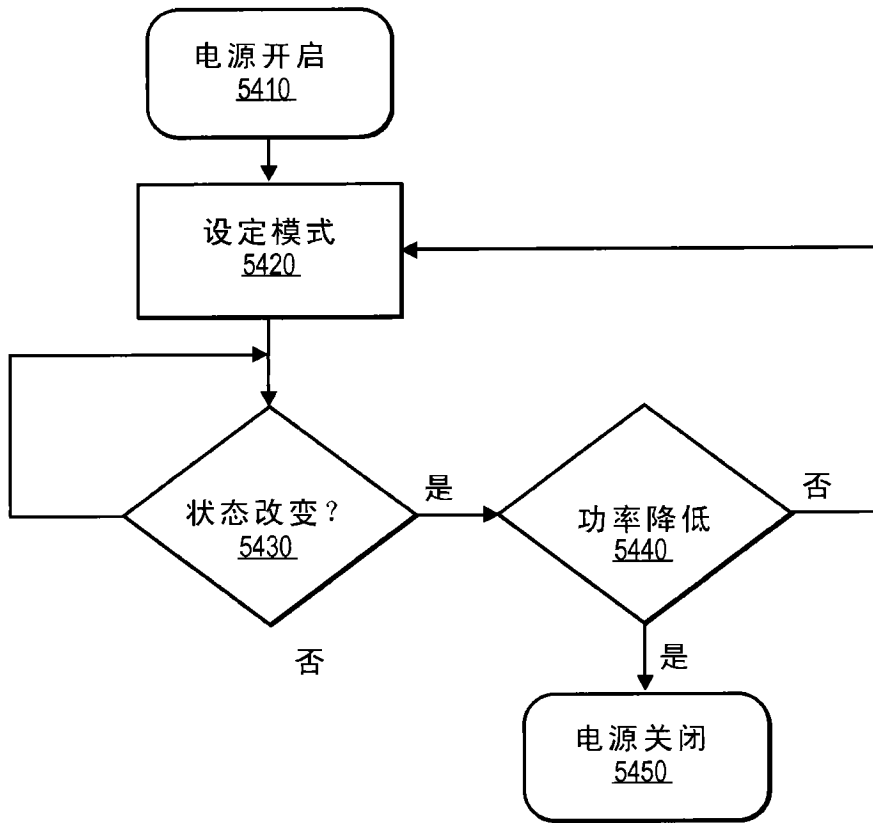 电源开启
5410
设定模式
5420
状态改变？
5430
是
否
功率降低
5440
否
是
电源关闭
5450